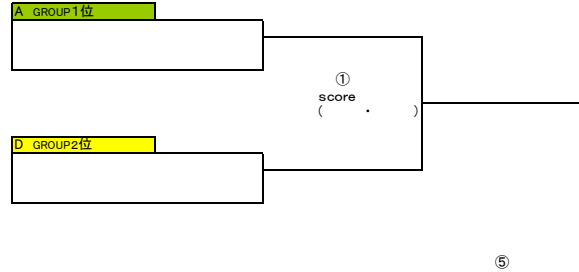 A GROUP1位
①
score
( ・ )
D GROUP2位
⑤